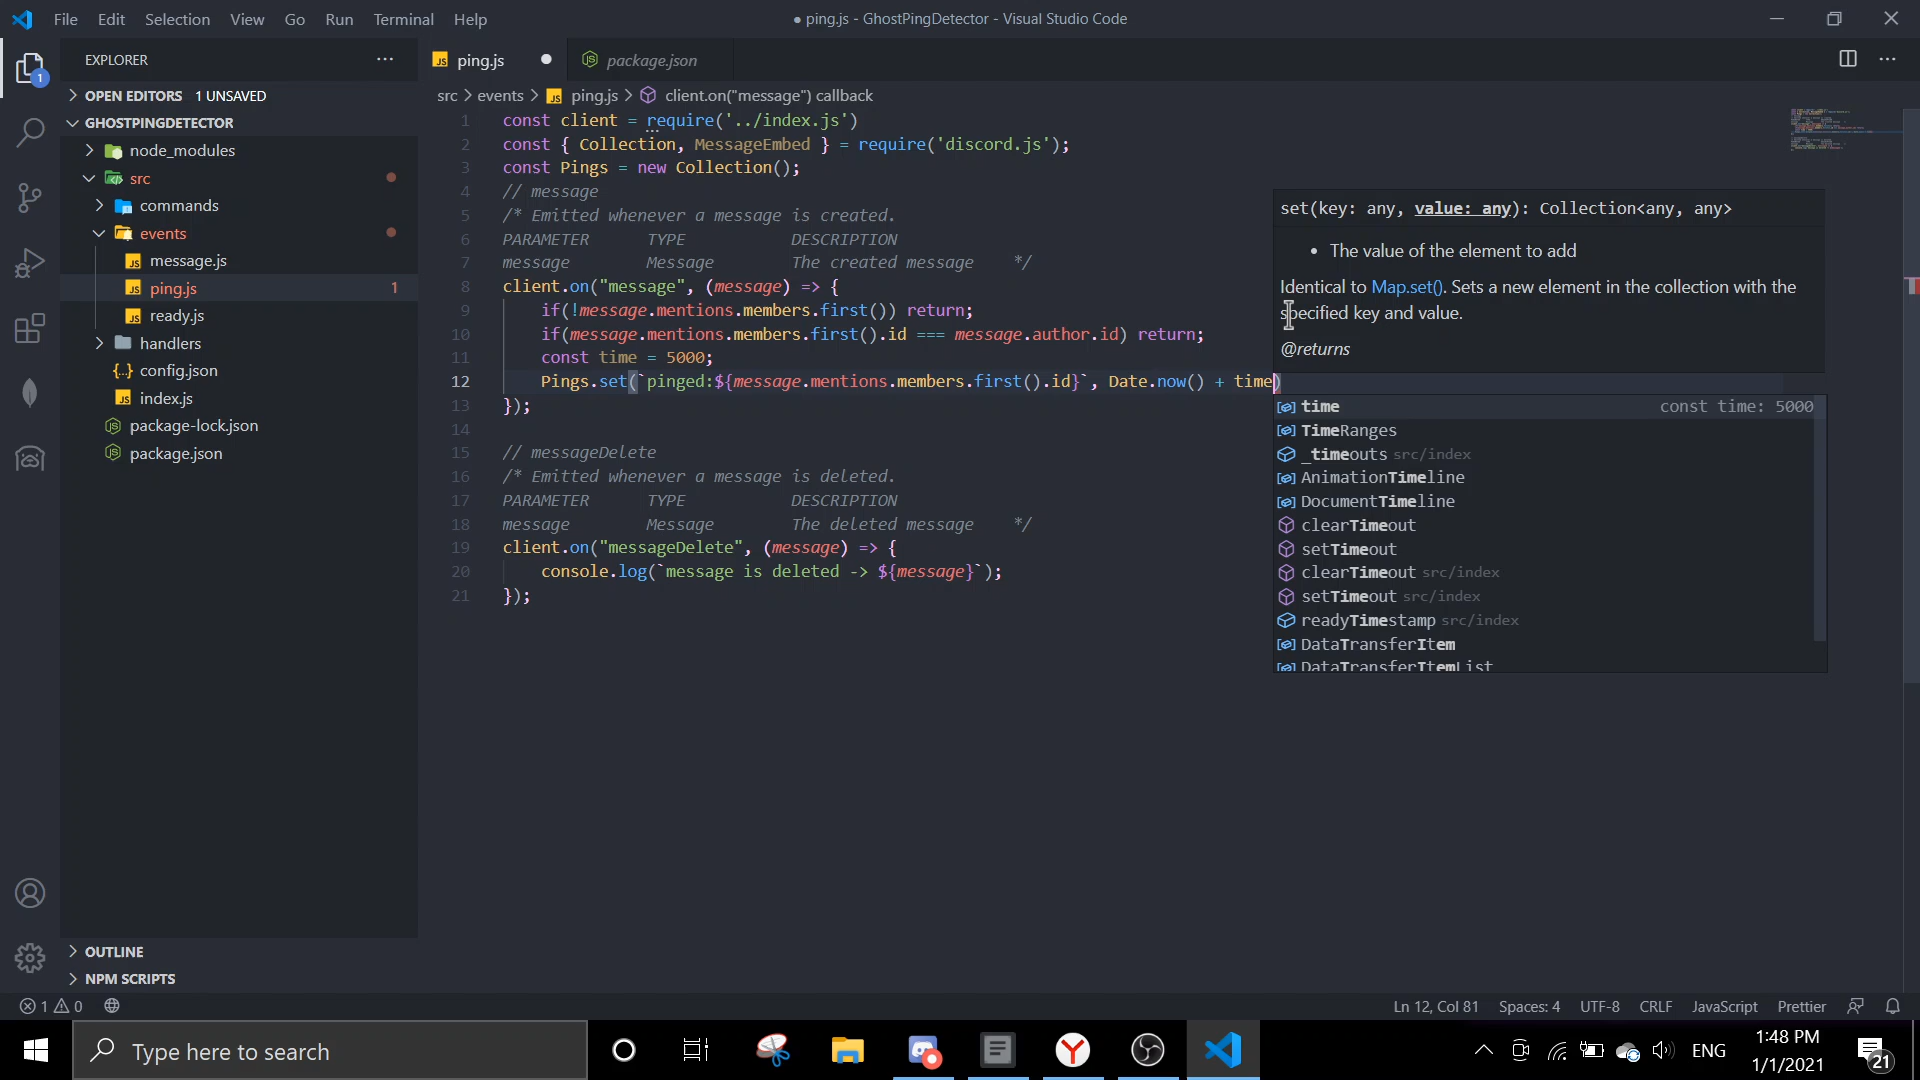 File Edit Selection View Go Run Terminal Help
● ping.js - GhostPingDetector - Visual Studio Code
EXPLORER
OPEN EDITORS 1 UNSAVED
GHOSTPINGDETECTOR
node_modules
src
commands
events
JS message.js
JS ping.js 1
JS ready.js
handlers
{..} config.json
JS index.js
package-lock.json
package.json
OUTLINE
NPM SCRIPTS
1
JS ping.js ●
package.json
src > events > JS ping.js > client.on("message") callback
1 const client = require('../index.js')
2 const { Collection, MessageEmbed } = require('discord.js');
3 const Pings = new Collection();
4 // message
5 /* Emitted whenever a message is created.
6 PARAMETER TYPE DESCRIPTION
7 message Message The created message */
8 client.on("message", (message) => {
9 if(!message.mentions.members.first()) return;
10 if(message.mentions.members.first().id === message.author.id) return;
11 const time = 5000;
12 Pings.set(`pinged:${message.mentions.members.first().id}`, Date.now() + time)
13 });
14
15 // messageDelete
16 /* Emitted whenever a message is deleted.
17 PARAMETER TYPE DESCRIPTION
18 message Message The deleted message */
19 client.on("messageDelete", (message) => {
20 console.log(`message is deleted -> ${message}`);
21 });
set(key: any, value: any): Collection<any, any>
• The value of the element to add
Identical to Map.set(). Sets a new element in the collection with the
specified key and value.
@returns
time const time: 5000
TimeRanges
_timeouts src/index
AnimationTimeline
DocumentTimeline
clearTimeout
setTimeout
clearTimeout src/index
setTimeout src/index
readyTimestamp src/index
DataTransferItem
DataTransferItemList
1 0
Ln 12, Col 81 Spaces: 4 UTF-8 CRLF JavaScript Prettier
Type here to search
ENG
1:48 PM
1/1/2021
21